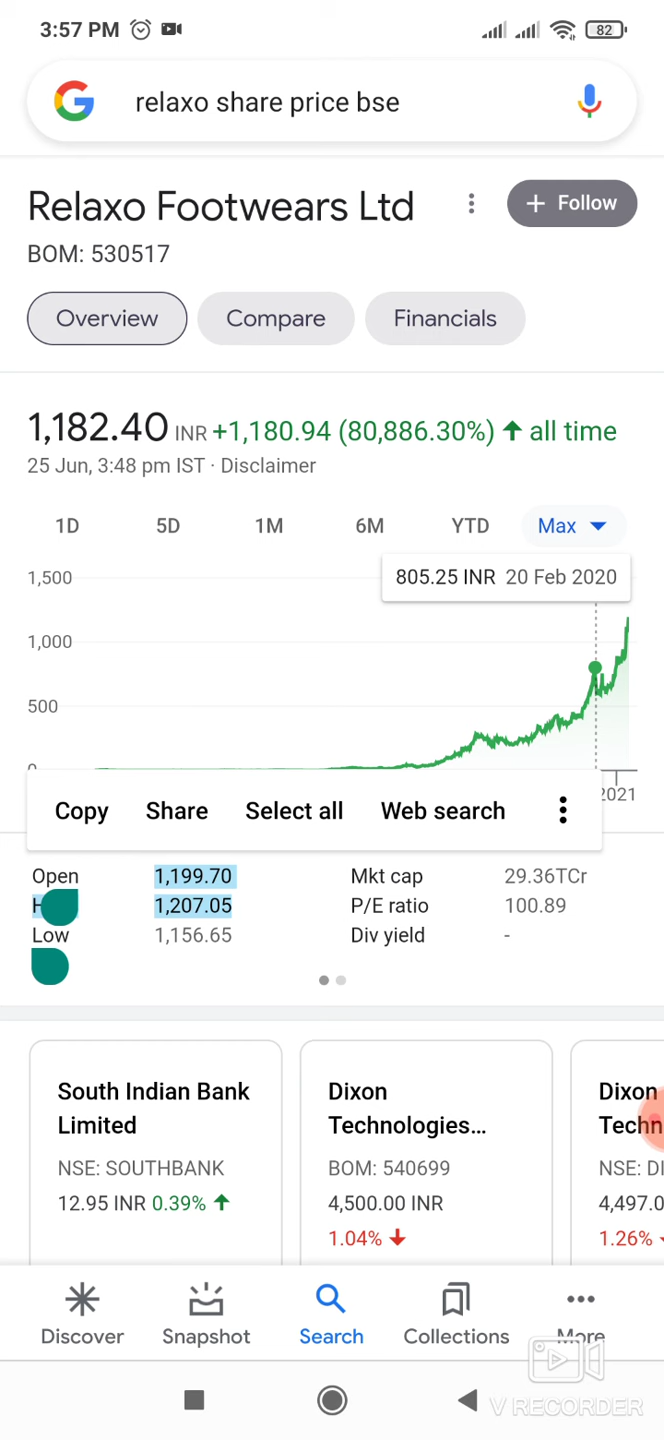 3:57 PM 82
relaxo share price bse
Relaxo Footwears Ltd
+ Follow
BOM: 530517
Overview Compare Financials
1,182.40 INR +1,180.94 (80,886.30%) ↑ all time
25 Jun, 3:48 pm IST · Disclaimer
1D 5D 1M 6M YTD Max
805.25 INR 20 Feb 2020
1,500
1,000
500
0
2021
Copy Share Select all Web search
Open 1,199.70 Mkt cap 29.36TCr
1,207.05 P/E ratio 100.89
Low 1,156.65 Div yield -
South Indian Bank
Limited
NSE: SOUTHBANK
12.95 INR 0.39% ↑
Dixon
Technologies...
BOM: 540699
4,500.00 INR
1.04% ↓
Dixon
Techn
NSE: DI
4,497.0
1.26%
Discover Snapshot Search Collections More
V RECORDER